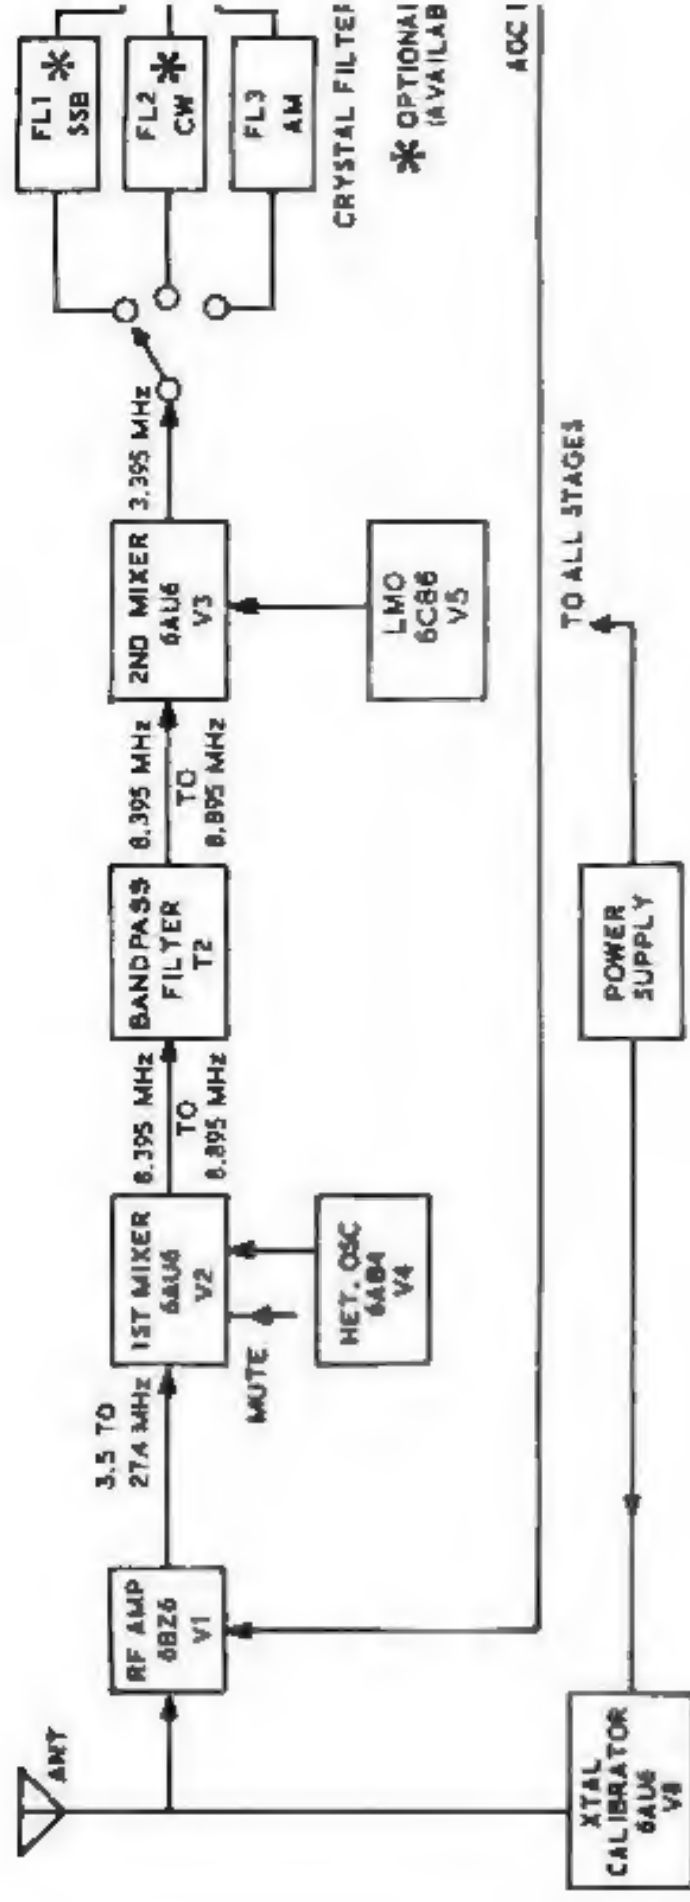 ANT
RF AMP
6BZ6
V1
3.5 TO
27.4 MHz
1ST MIXER
6AU6
V2
MUTE
HET. OSC
6AB4
V4
8.395 MHz
TO
8.895 MHz
BANDPASS
FILTER
T2
8.395 MHz
TO
8.895 MHz
2ND MIXER
6AU6
V3
LMO
6CB6
V5
3.395 MHz
FL1 *
SSB
FL2 *
CW
FL3
AM
CRYSTAL FILTER
* OPTIONAL
(AVAILAB
XTAL
CALIBRATOR
6AU6
V8
POWER
SUPPLY
TO ALL STAGES